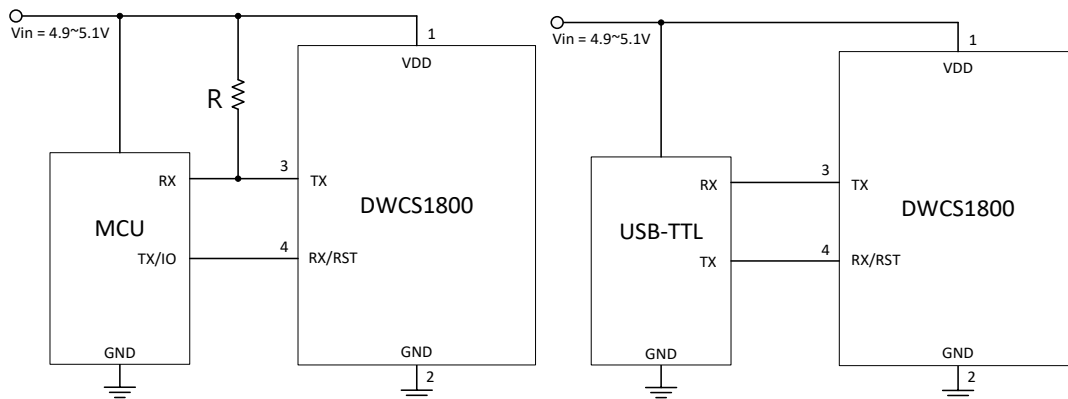 Vin = 4.9~5.1V
1
VDD
R
RX
3
TX
MCU
DWCS1800
TX/IO
4
RX/RST
GND
GND
2
Vin = 4.9~5.1V
1
VDD
RX
3
TX
USB-TTL
DWCS1800
TX
4
RX/RST
GND
GND
2